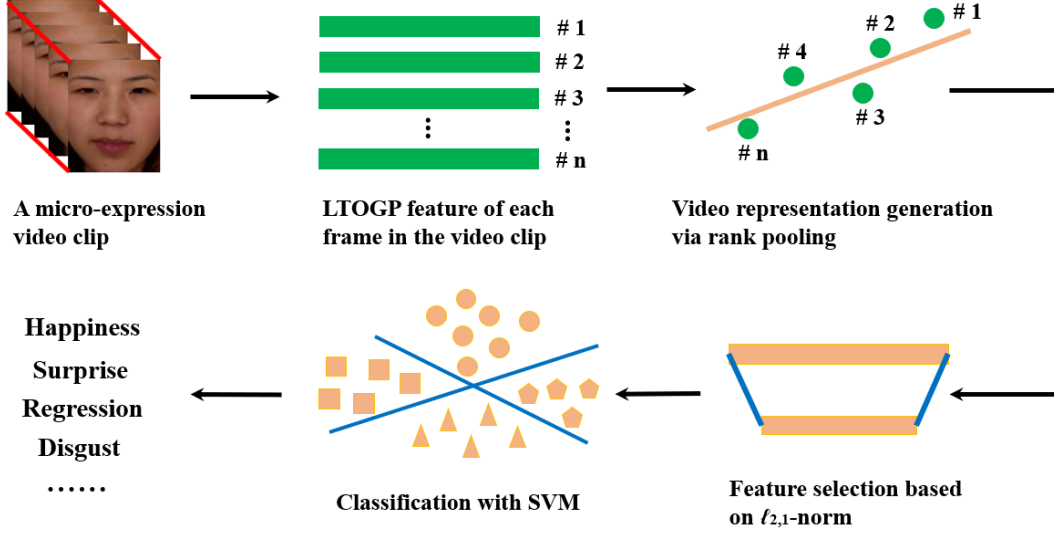 # 1
# 2
# 3
⋮ ⋮
# n
# 1
# 2
# 4
# 3
# n
A micro-expression
video clip
LTOGP feature of each
frame in the video clip
Video representation generation
via rank pooling
Happiness
Surprise
Regression
Disgust
……
Classification with SVM
Feature selection based
on ℓ2,1-norm